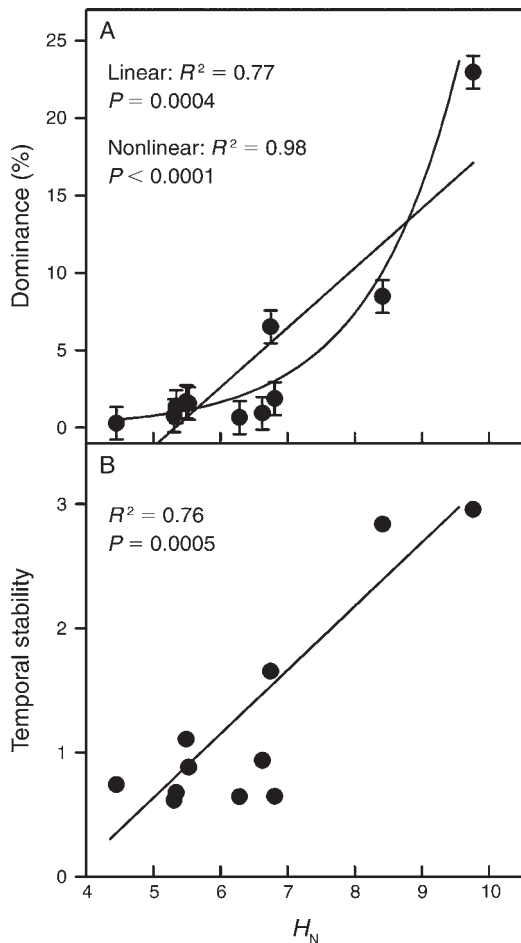 A
Linear: R² = 0.77
P = 0.0004
Nonlinear: R² = 0.98
P < 0.0001
Dominance (%)
25
20
15
10
5
0
B
R² = 0.76
P = 0.0005
Temporal stability
3
2
1
0
4 5 6 7 8 9 10
H_N